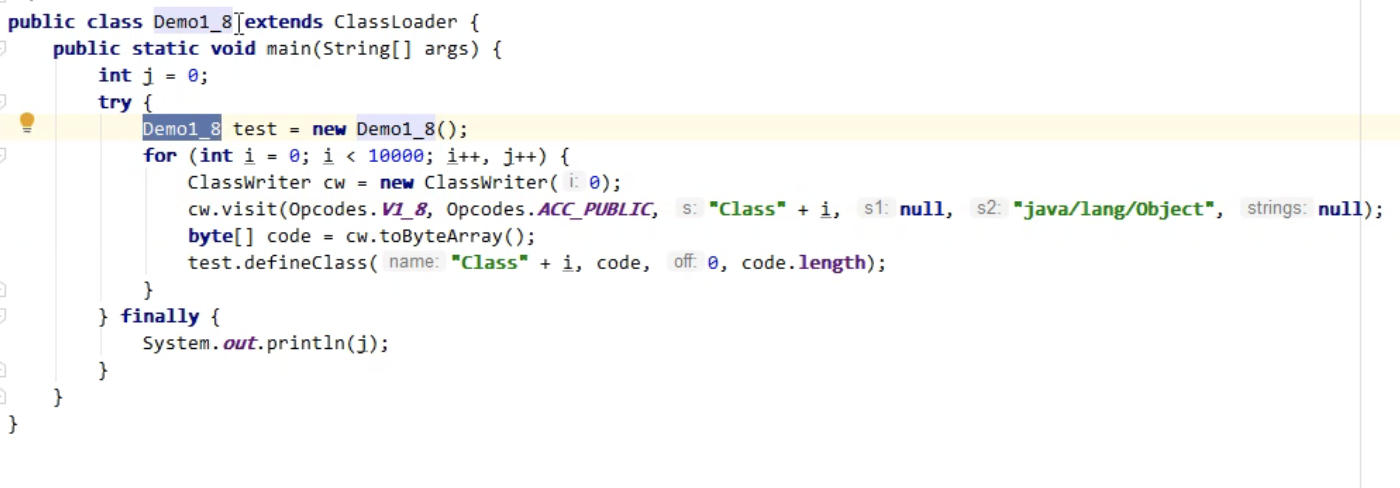 public class Demo1_8 extends ClassLoader {
public static void main(String[] args) {
int j = 0;
try {
Demo1_8 test = new Demo1_8();
for (int i = 0; i < 10000; i++, j++) {
ClassWriter cw = new ClassWriter( i: 0);
cw.visit(Opcodes.V1_8, Opcodes.ACC_PUBLIC, s: "Class" + i, s1: null, s2: "java/lang/Object", strings: null);
byte[] code = cw.toByteArray();
test.defineClass( name: "Class" + i, code, off: 0, code.length);
}
} finally {
System.out.println(j);
}
}
}